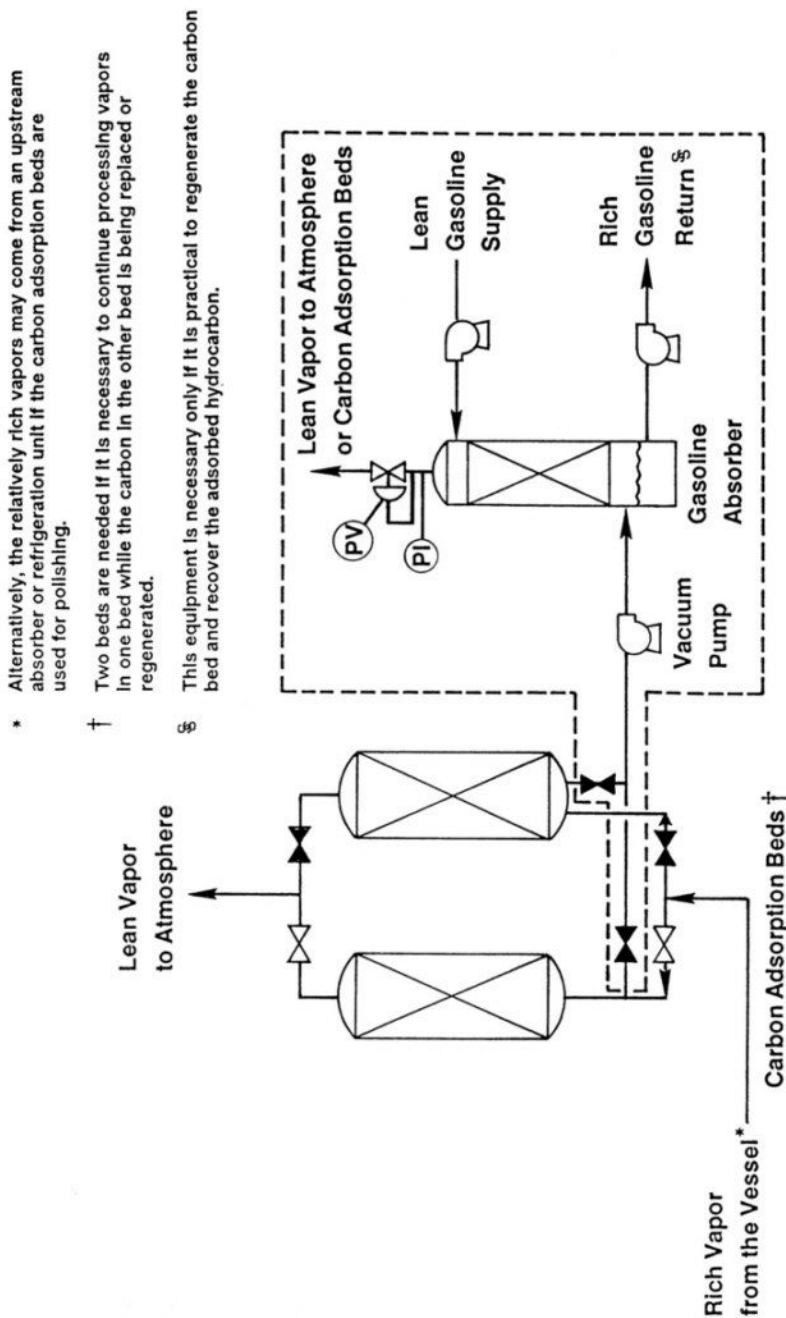 * Alternatively, the relatively rich vapors may come from an upstream
absorber or refrigeration unit if the carbon adsorption beds are
used for polishing.
† Two beds are needed if it is necessary to continue processing vapors
in one bed while the carbon in the other bed is being replaced or
regenerated.
§ This equipment is necessary only if it is practical to regenerate the carbon
bed and recover the adsorbed hydrocarbon.
Lean Vapor
to Atmosphere
Lean Vapor to Atmosphere
or Carbon Adsorption Beds
PV
PI
Lean
Gasoline
Supply
Rich
Gasoline
Return §
Gasoline
Absorber
Vacuum
Pump
Rich Vapor
from the Vessel*
Carbon Adsorption Beds †